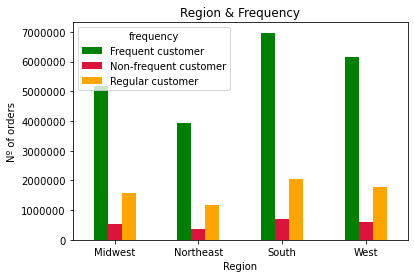 Region & Frequency
Nº of orders
7000000
6000000
5000000
4000000
3000000
2000000
1000000
0
frequency
Frequent customer
Non-frequent customer
Regular customer
Midwest Northeast South West
Region